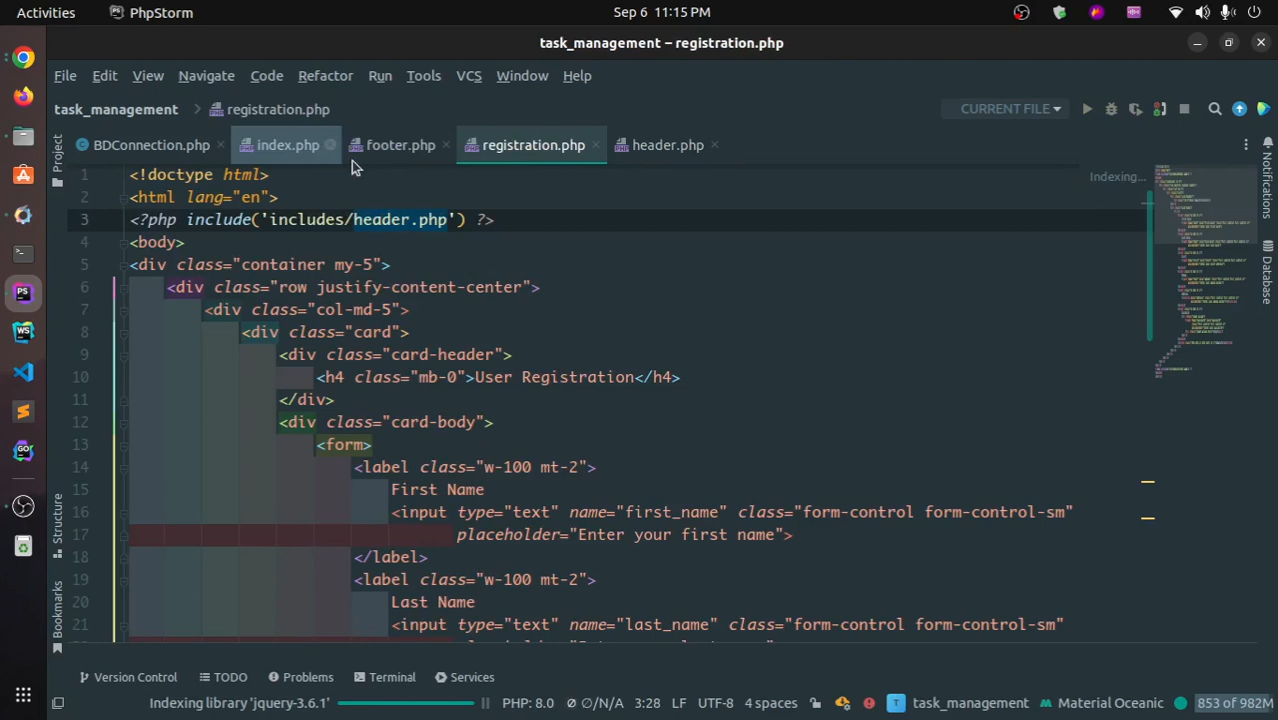 Activities PhpStorm Sep 6 11:15 PM
task_management – registration.php
File Edit View Navigate Code Refactor Run Tools VCS Window Help
task_management registration.php CURRENT FILE
BDConnection.php index.php footer.php registration.php header.php
Project
Notifications
Database
Structure
Bookmarks
Indexing...
1 <!doctype html>
2 <html lang="en">
3 <?php include('includes/header.php') ?>
4 <body>
5 <div class="container my-5">
6 <div class="row justify-content-center">
7 <div class="col-md-5">
8 <div class="card">
9 <div class="card-header">
10 <h4 class="mb-0">User Registration</h4>
11 </div>
12 <div class="card-body">
13 <form>
14 <label class="w-100 mt-2">
15 First Name
16 <input type="text" name="first_name" class="form-control form-control-sm"
17 placeholder="Enter your first name">
18 </label>
19 <label class="w-100 mt-2">
20 Last Name
21 <input type="text" name="last_name" class="form-control form-control-sm"
Version Control TODO Problems Terminal Services
Indexing library 'jquery-3.6.1' PHP: 8.0 ∅/N/A 3:28 LF UTF-8 4 spaces task_management Material Oceanic 853 of 982M